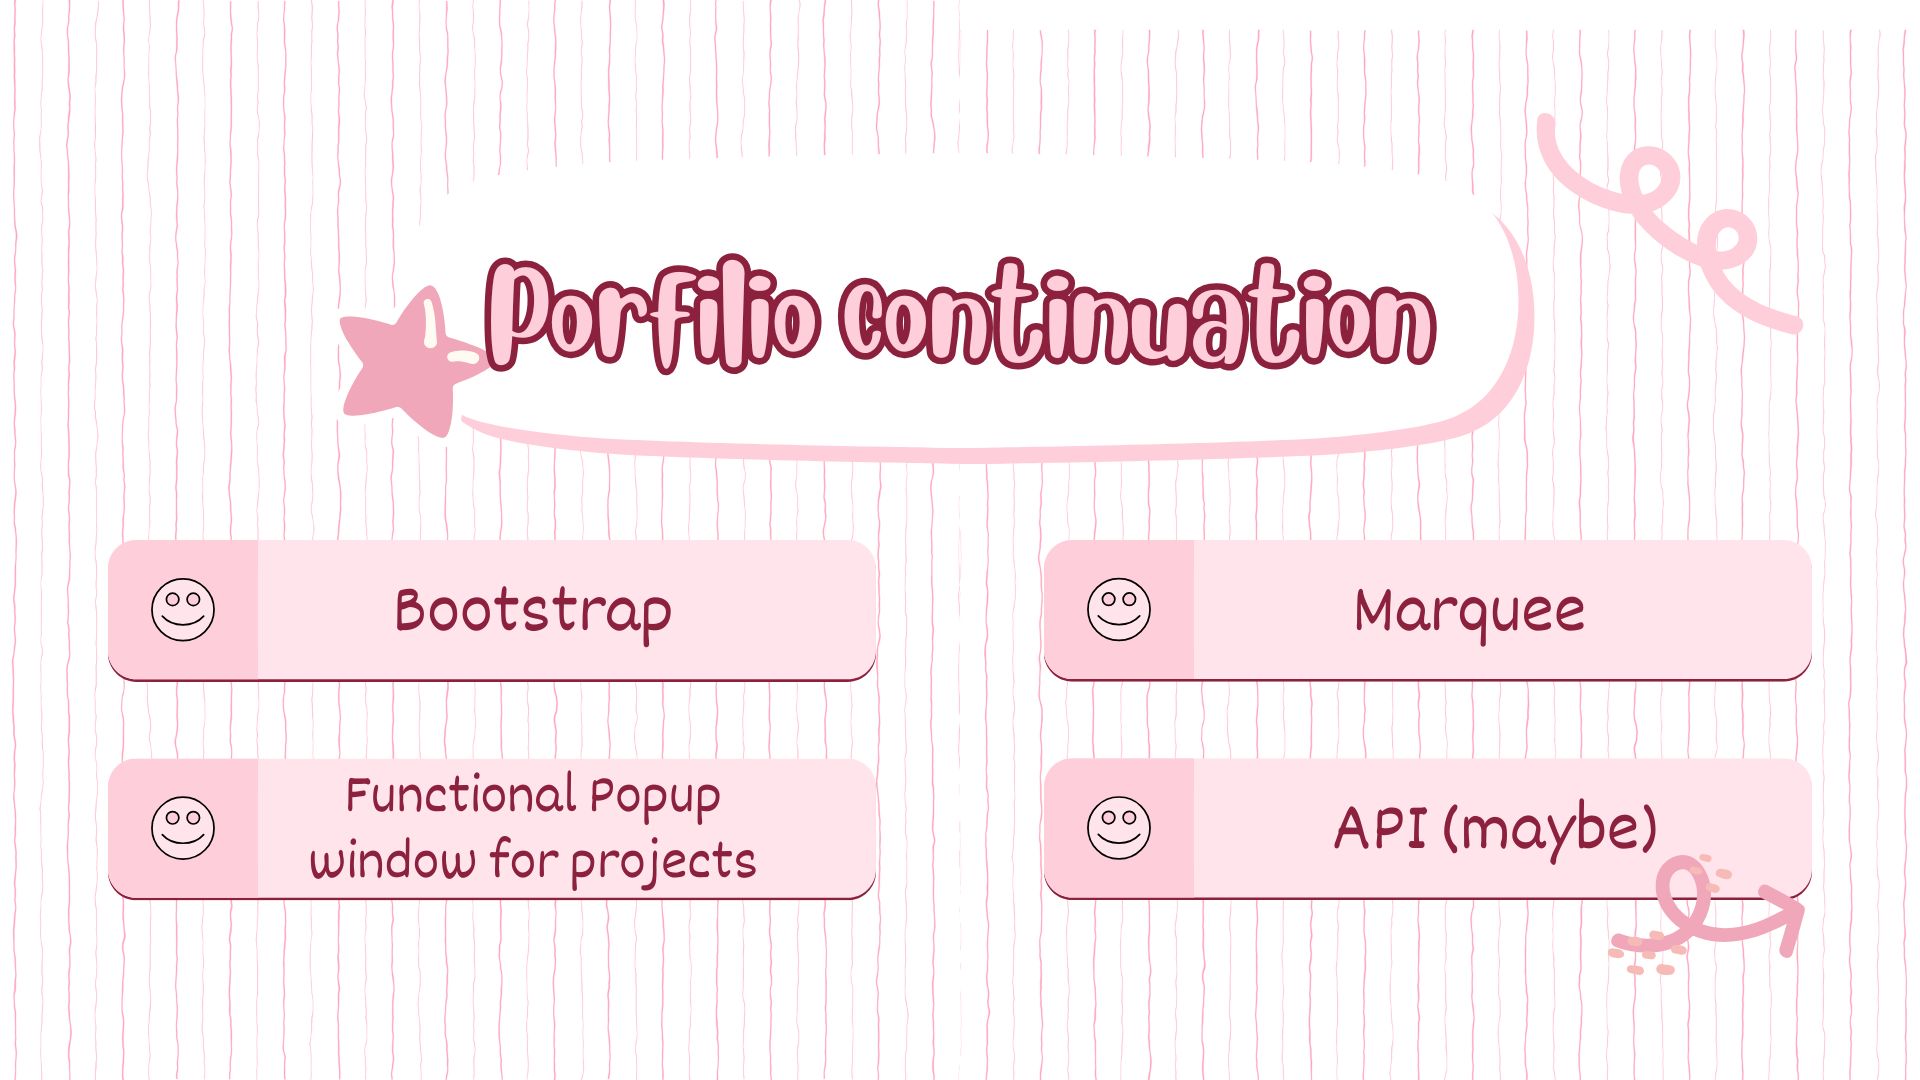 Porfilio continuation
Bootstrap
Marquee
Functional Popup
window for projects
API (maybe)